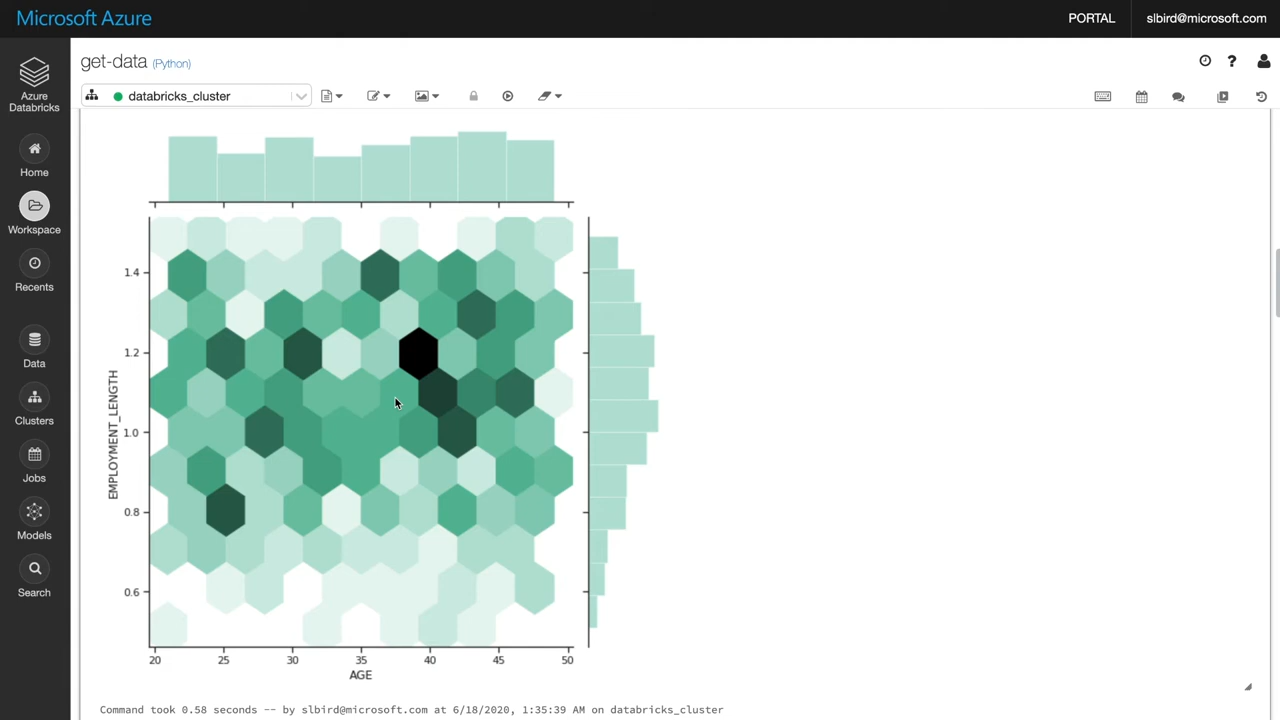 Microsoft Azure
PORTAL
slbird@microsoft.com
get-data (Python)
databricks_cluster
Azure
Databricks
Home
Workspace
Recents
Data
Clusters
Jobs
Models
Search
EMPLOYMENT_LENGTH
1.4
1.2
1.0
0.8
0.6
20 25 30 35 40 45 50
AGE
Command took 0.58 seconds -- by slbird@microsoft.com at 6/18/2020, 1:35:39 AM on databricks_cluster